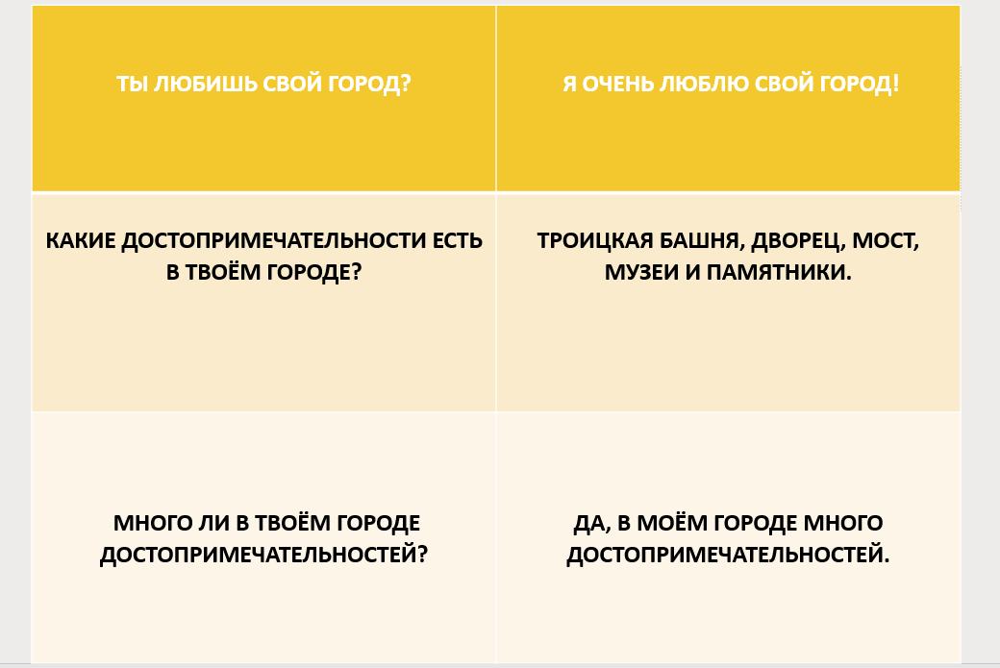 ТЫ ЛЮБИШЬ СВОЙ ГОРОД?
Я ОЧЕНЬ ЛЮБЛЮ СВОЙ ГОРОД!
КАКИЕ ДОСТОПРИМЕЧАТЕЛЬНОСТИ ЕСТЬ
В ТВОЁМ ГОРОДЕ?
ТРОИЦКАЯ БАШНЯ, ДВОРЕЦ, МОСТ,
МУЗЕИ И ПАМЯТНИКИ.
МНОГО ЛИ В ТВОЁМ ГОРОДЕ
ДОСТОПРИМЕЧАТЕЛЬНОСТЕЙ?
ДА, В МОЁМ ГОРОДЕ МНОГО
ДОСТОПРИМЕЧАТЕЛЬНОСТЕЙ.